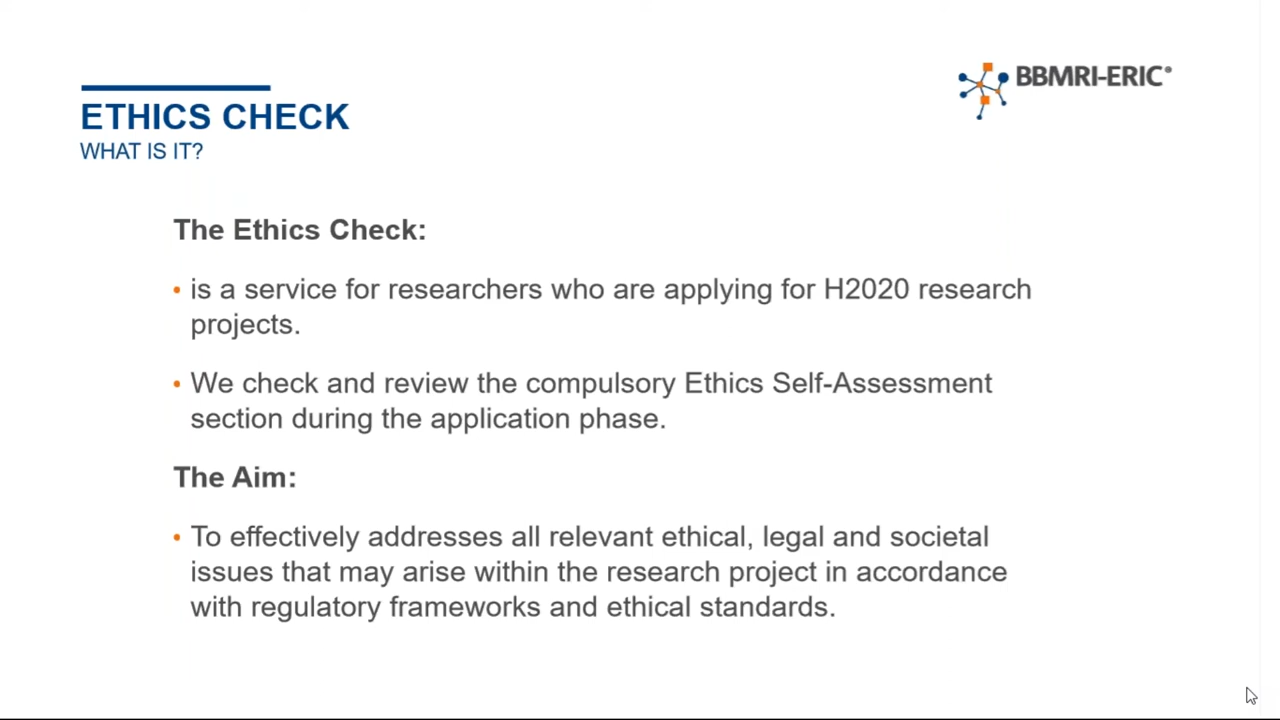 BBMRI-ERIC®
ETHICS CHECK
WHAT IS IT?
The Ethics Check:
• is a service for researchers who are applying for H2020 research
projects.
• We check and review the compulsory Ethics Self-Assessment
section during the application phase.
The Aim:
• To effectively addresses all relevant ethical, legal and societal
issues that may arise within the research project in accordance
with regulatory frameworks and ethical standards.